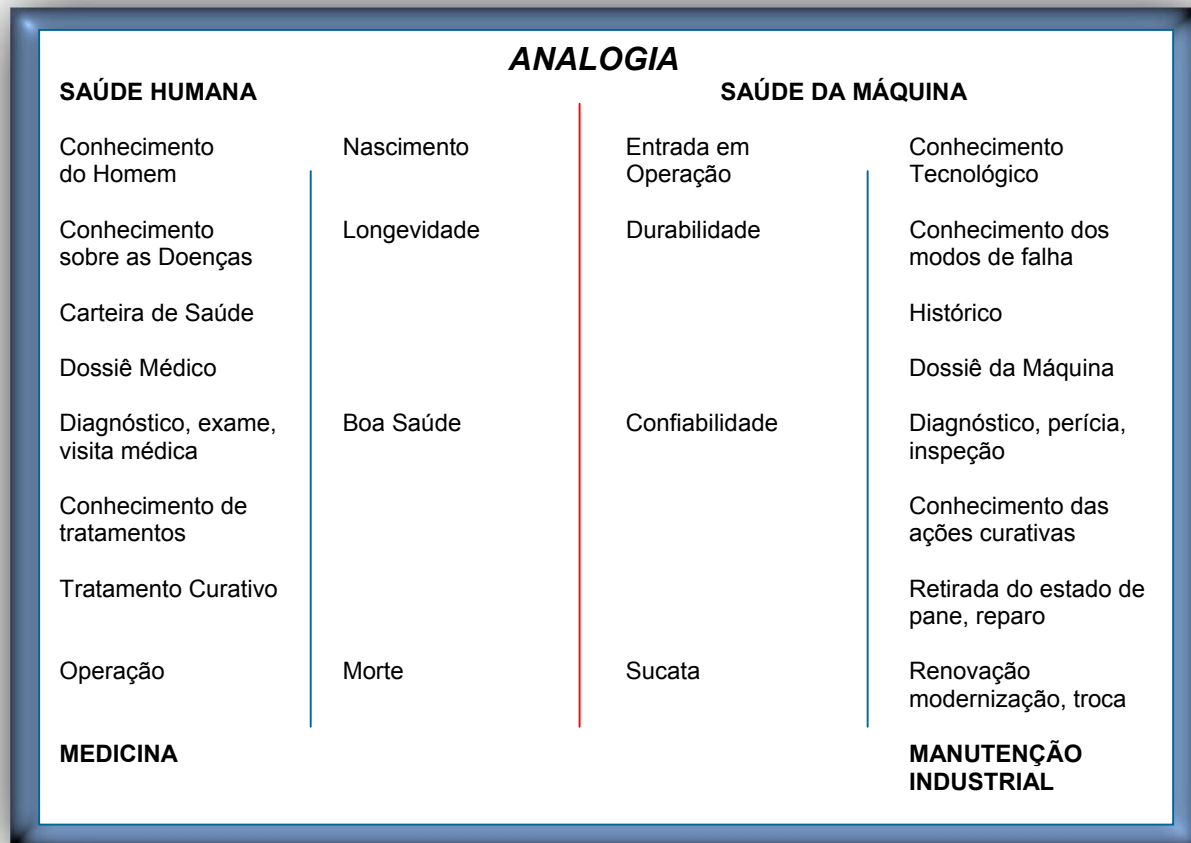 ANALOGIA
SAÚDE HUMANA SAÚDE DA MÁQUINA
Conhecimento Nascimento Entrada em Conhecimento
do Homem Operação Tecnológico
Conhecimento Longevidade Durabilidade Conhecimento dos
sobre as Doenças modos de falha
Carteira de Saúde Histórico
Dossiê Médico Dossiê da Máquina
Diagnóstico, exame, Boa Saúde Confiabilidade Diagnóstico, perícia,
visita médica inspeção
Conhecimento de Conhecimento das
tratamentos ações curativas
Tratamento Curativo Retirada do estado de
pane, reparo
Operação Morte Sucata Renovação
modernização, troca
MEDICINA MANUTENÇÃO
INDUSTRIAL